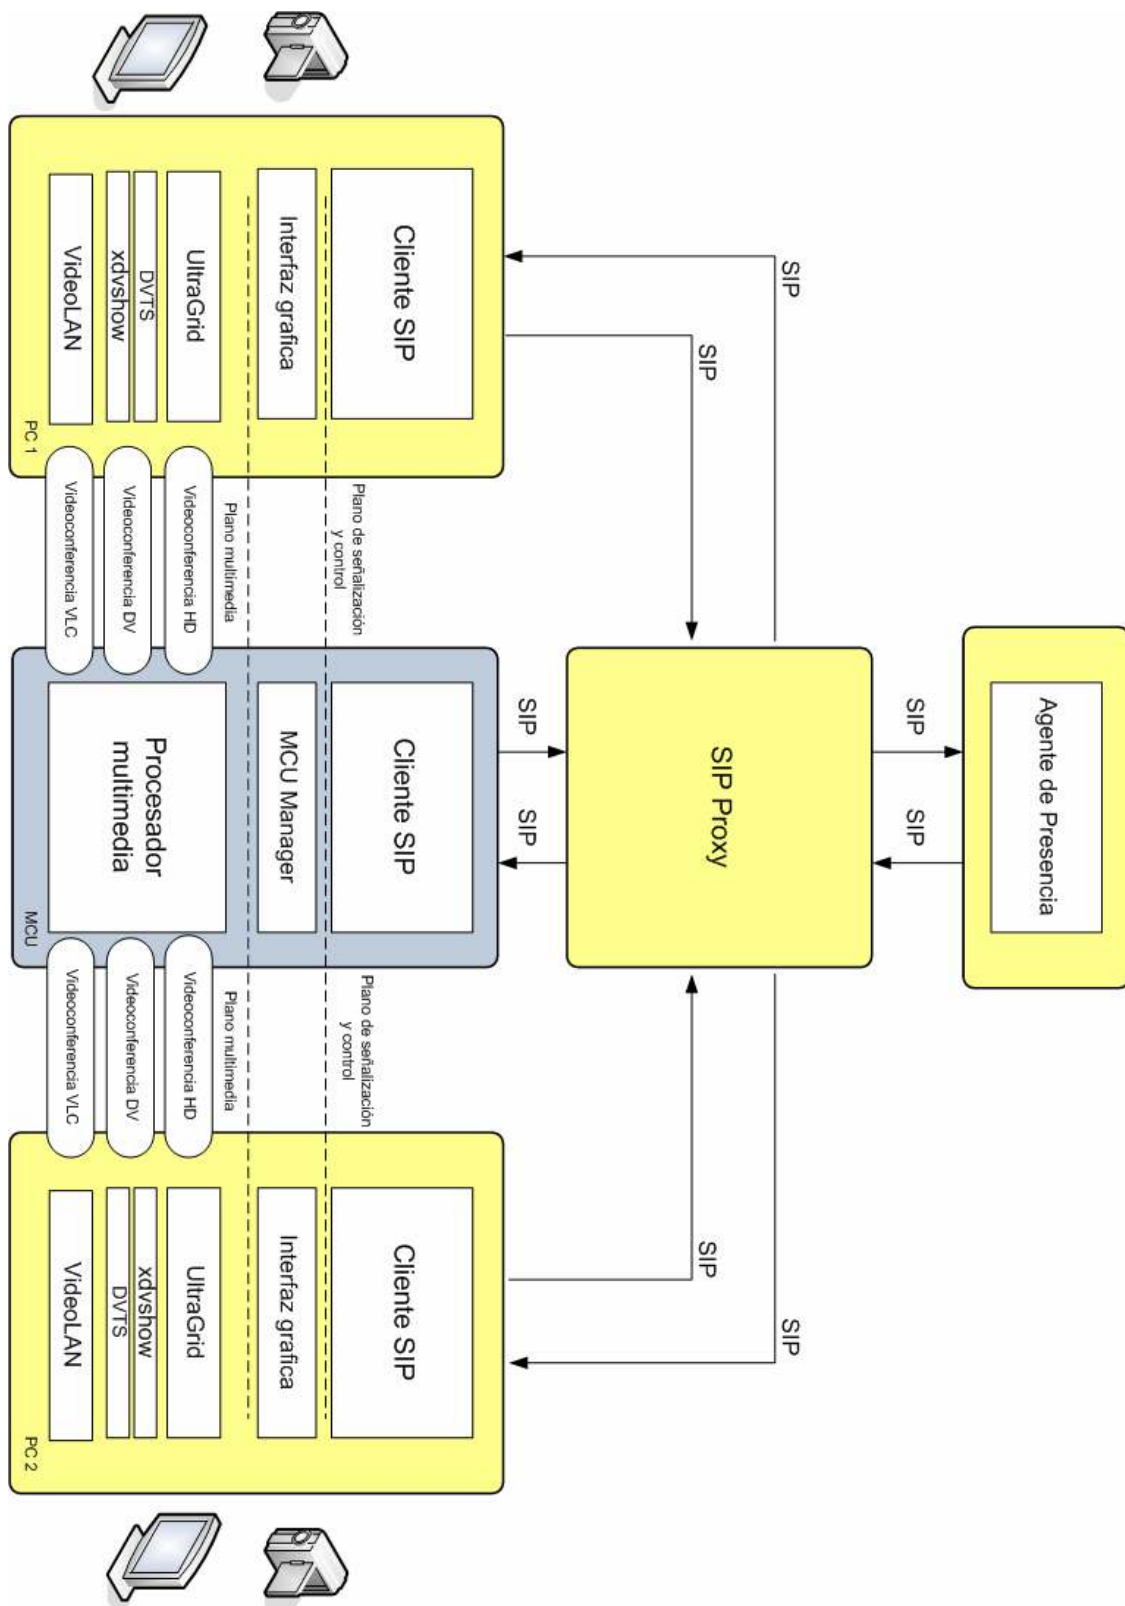 Agente de Presencia
SIP
SIP
SIP
SIP
SIP Proxy
SIP
SIP
SIP
SIP
Cliente SIP
Cliente SIP
Cliente SIP
Plano de señalización
y control
Plano de señalización
y control
Interfaz grafica
MCU Manager
Interfaz grafica
Plano multimedia
Plano multimedia
UltraGrid
Videoconferencia HD
Procesador
multimedia
Videoconferencia HD
UltraGrid
DVTS
xdvshow
Videoconferencia DV
Videoconferencia DV
xdvshow
DVTS
VideoLAN
Videoconferencia VLC
Videoconferencia VLC
VideoLAN
PC 1
MCU
PC 2